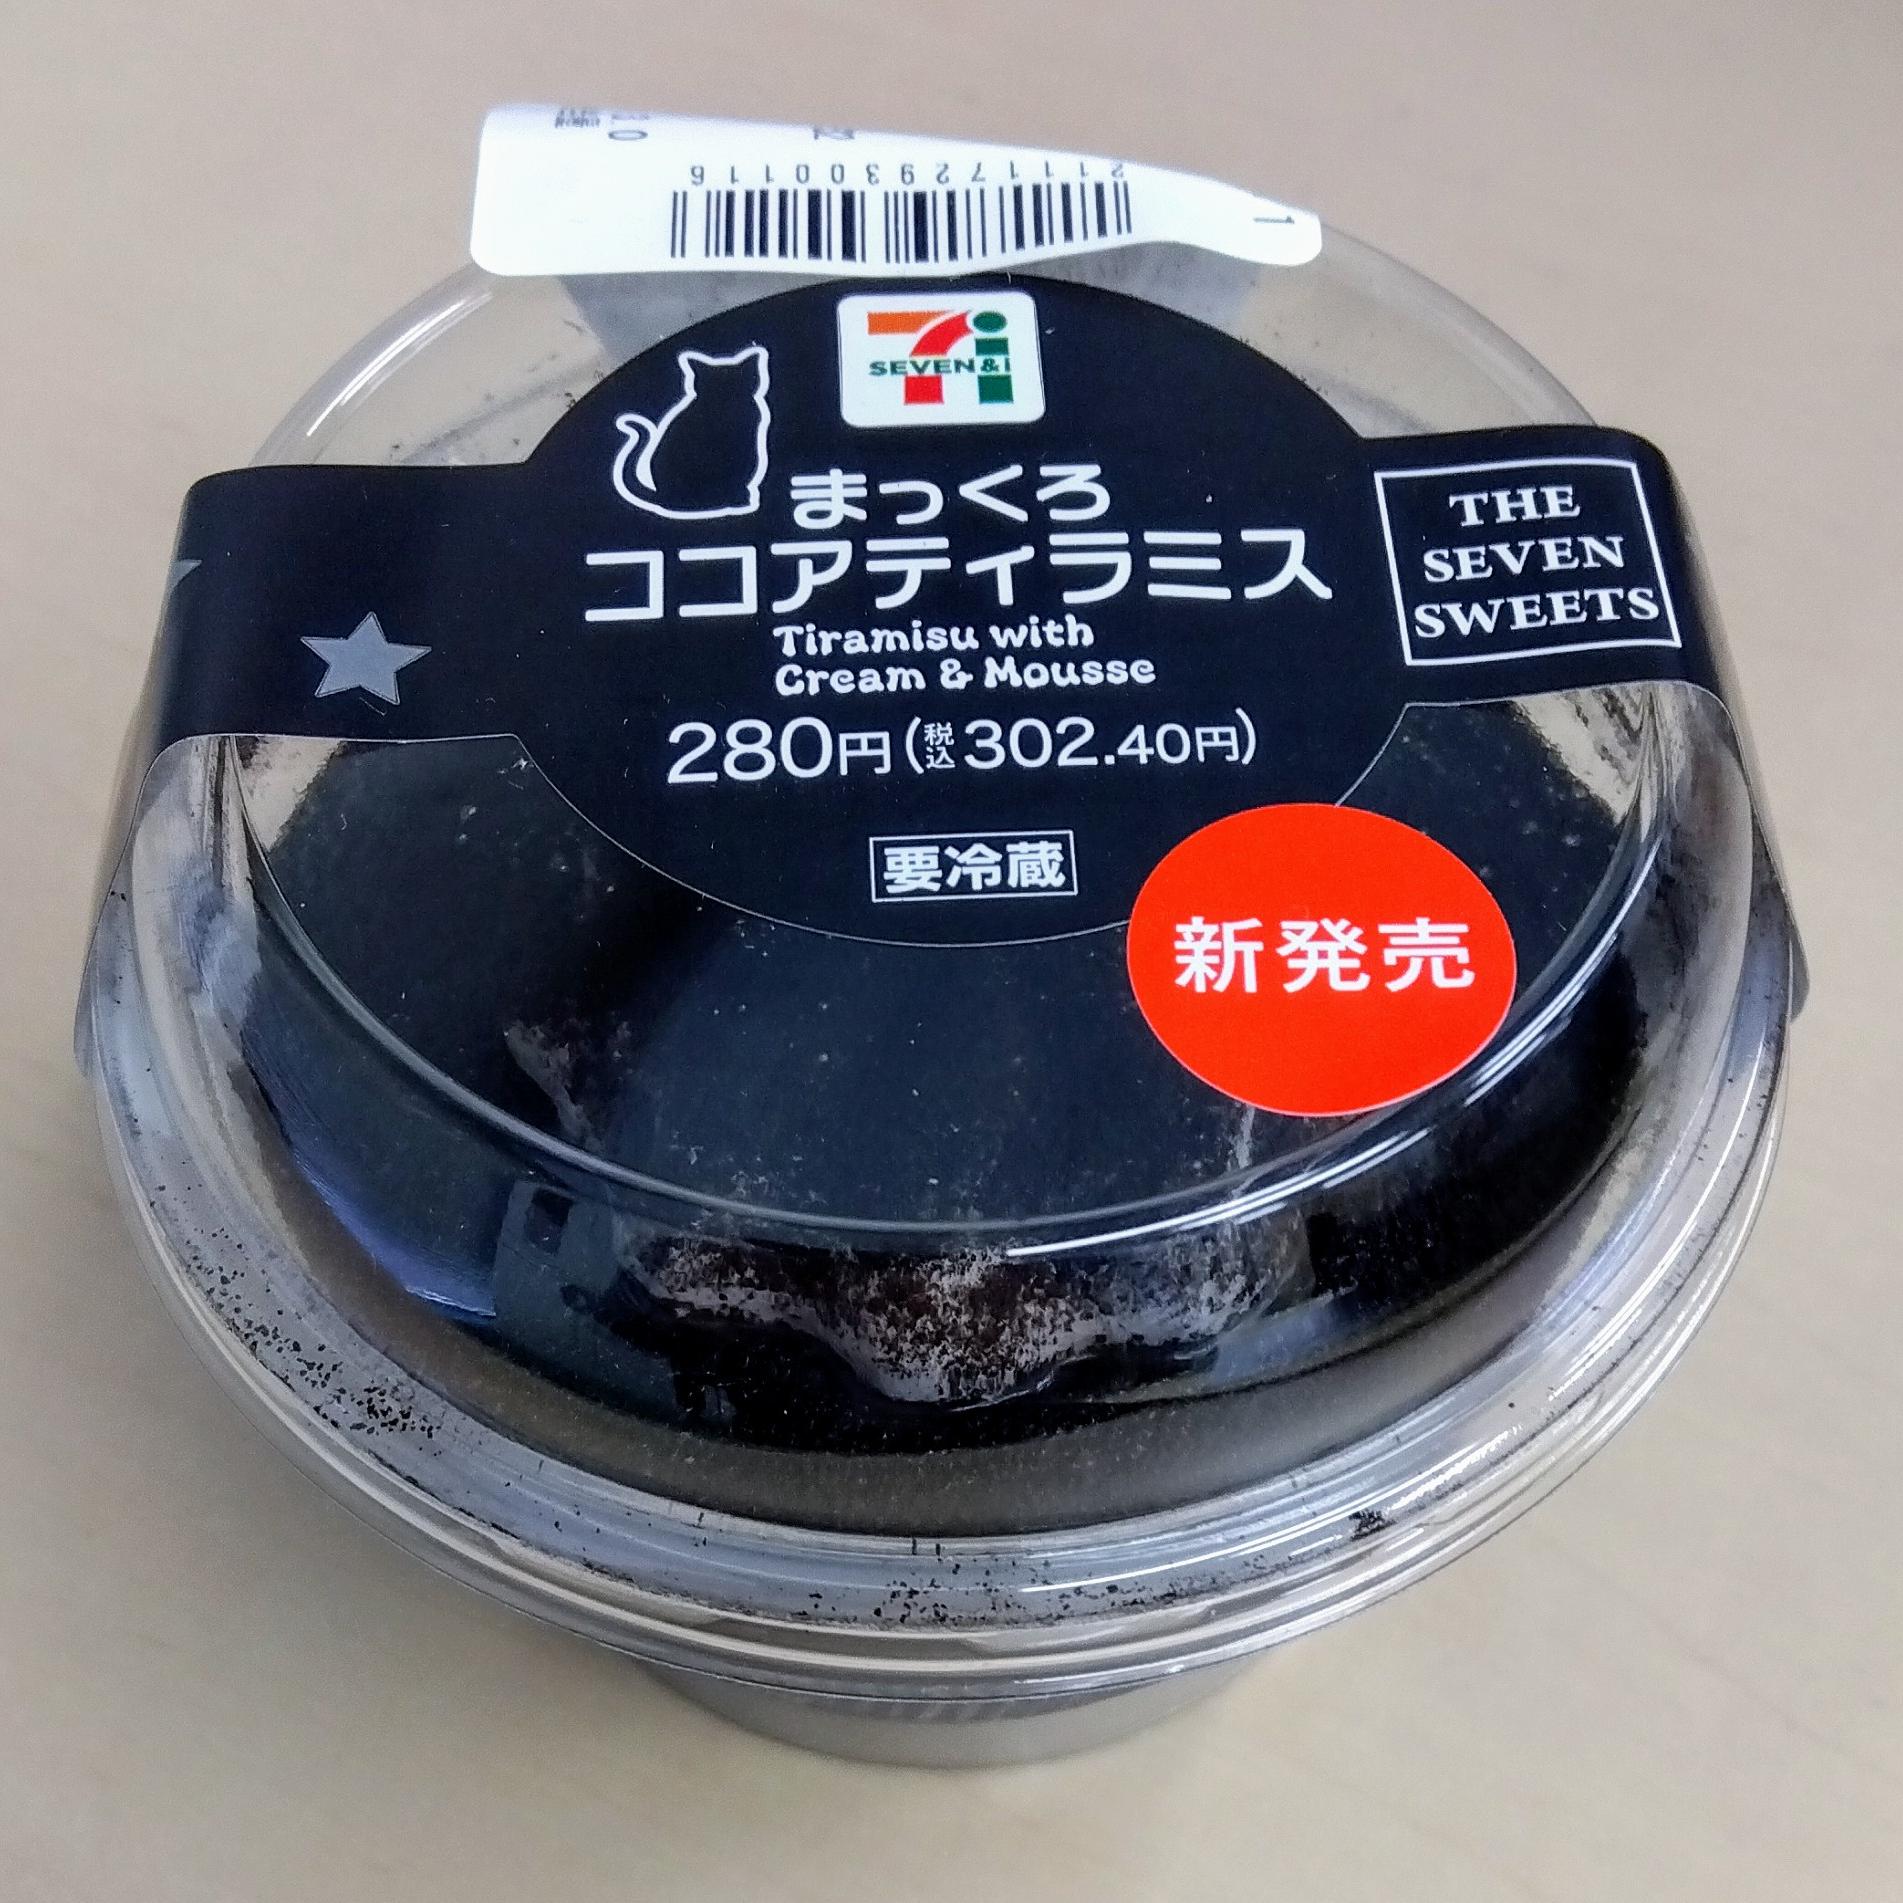 2111729300116
1
SEVEN&i
まっくろ
ココアティラミス
Tiramisu with
Cream & Mousse
280円(税込302.40円)
要冷蔵
THE
SEVEN
SWEETS
新発売